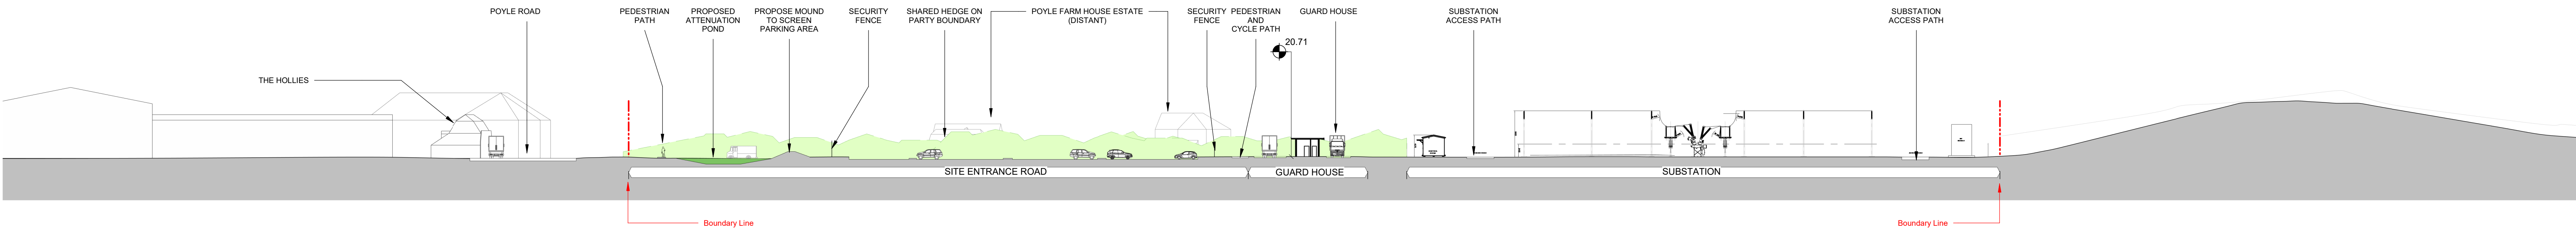 POYLE ROAD
PEDESTRIAN
PATH
PROPOSED
ATTENUATION
POND
PROPOSE MOUND
TO SCREEN
PARKING AREA
SECURITY
FENCE
SHARED HEDGE ON
PARTY BOUNDARY
POYLE FARM HOUSE ESTATE
(DISTANT)
SECURITY
FENCE
PEDESTRIAN
AND
CYCLE PATH
GUARD HOUSE
SUBSTATION
ACCESS PATH
SUBSTATION
ACCESS PATH
20.71
THE HOLLIES
SITE ENTRANCE ROAD
GUARD HOUSE
SUBSTATION
Boundary Line
Boundary Line